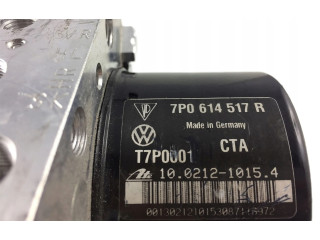 7P0 614 517 R
Made in Germany
T7P0001 CTA
10.0212-1015.4